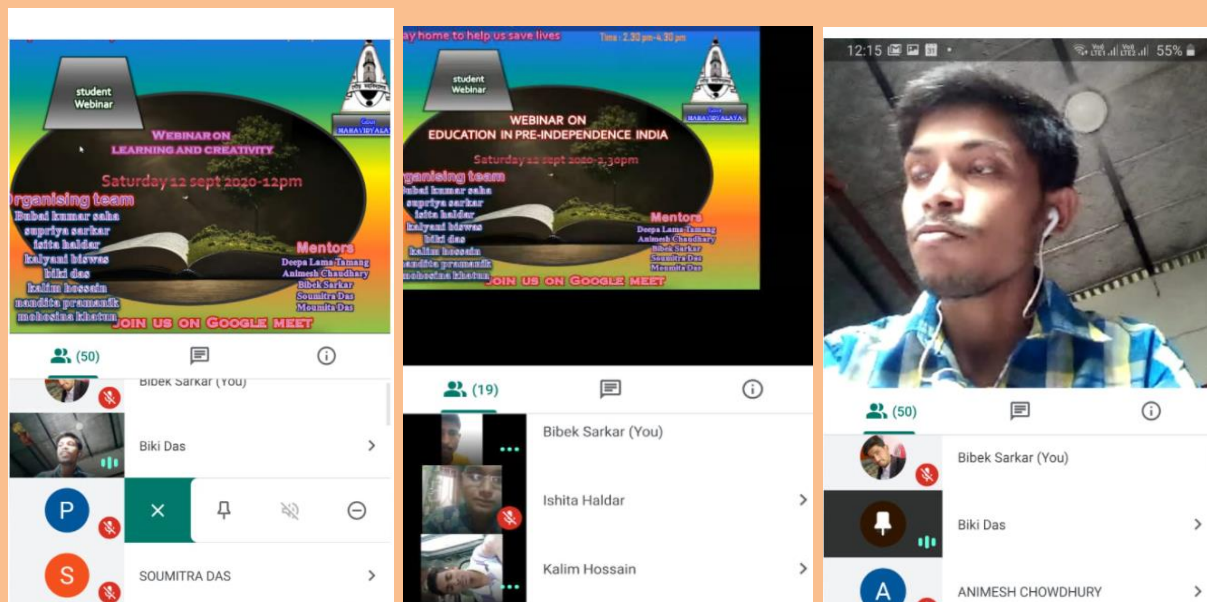 student
Webinar
WEBINAR ON
LEARNING AND CREATIVITY
Saturday 12 sept 2020-12pm
rganising team
Bubai kumar saha
supriya sarkar
isita haldar
kalyani biswas
biki das
kalim hossain
nandita pramanik
mohosina khatun
Mentors
Deepa Lama Tamang
Animesh Chaudhary
Bibek Sarkar
Soumitra Das
Moumita Das
JOIN US ON GOOGLE MEET
MAHAVIDYALA
(50)
Bibek Sarkar (You)
Biki Das
P
S
SOUMITRA DAS
ay home to help us save lives
Time : 2.30 pm-4.30 pm
student
Webinar
WEBINAR ON
EDUCATION IN PRE-INDEPENDENCE INDIA
Saturday 12 sept 2020-2.30pm
rganising team
ubai kumar saha
supriya sarkar
isita haldar
kalyani biswas
biki das
kalim hossain
nandita pramanik
mohosina khatun
Mentors
Deepa Lama Tamang
Animesh Chaudhary
Bibek Sarkar
Soumitra Das
Moumita Das
JOIN US ON GOOGLE MEET
MAHAVIDYALAYA
(19)
Bibek Sarkar (You)
Ishita Haldar
Kalim Hossain
12:15
55%
(50)
Bibek Sarkar (You)
Biki Das
A
ANIMESH CHOWDHURY